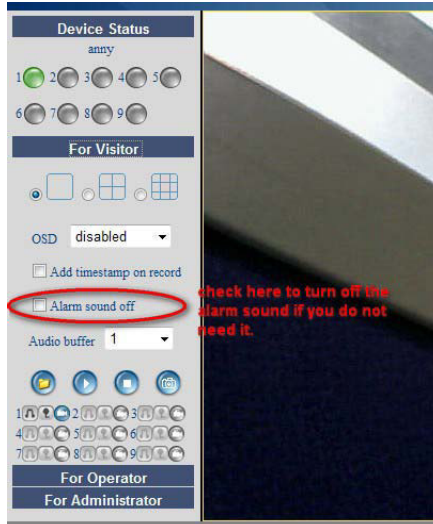 Device Status
anny
1 2 3 4 5
6 7 8 9
For Visitor
OSD disabled
Add timestamp on record
Alarm sound off
check here to turn off the
alarm sound if you do not
need it.
Audio buffer 1
1 2 3
4 5 6
7 8 9
For Operator
For Administrator